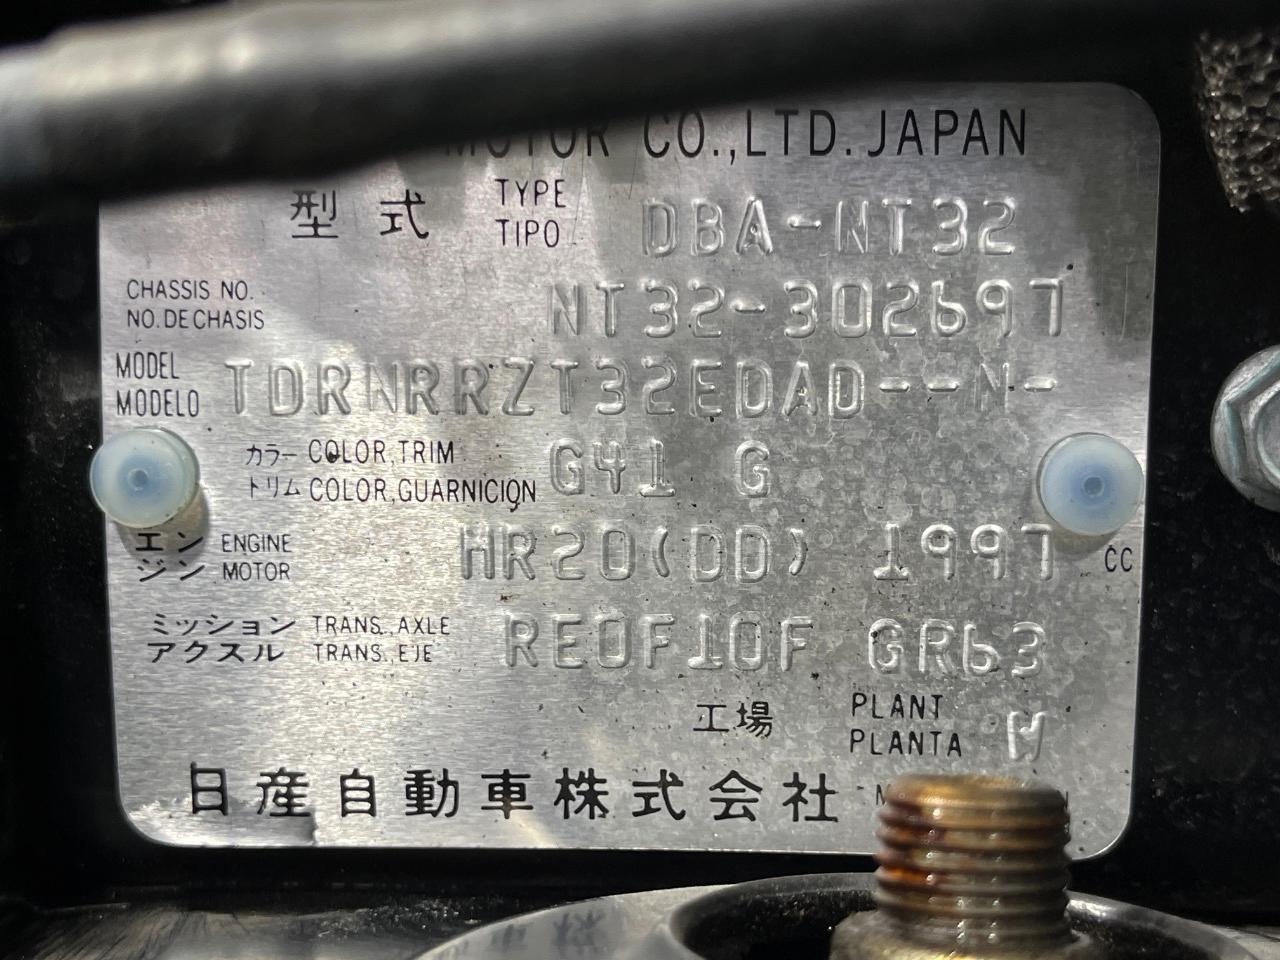 MOTOR CO.,LTD. JAPAN
型式 TYPE TIPO DBA-NT32
CHASSIS NO. NO. DE CHASIS NT32-302697
MODEL MODELO TDRNRRZT32EDAD--N-
カラー COLOR,TRIM G41 G
トリム COLOR,GUARNICION
エン ENGINE HR20(DD) 1997 CC
ジン MOTOR
ミッション TRANS.,AXLE REOF10F GR63
アクスル TRANS.,EJE
工場 PLANT PLANTA W
日産自動車株式会社